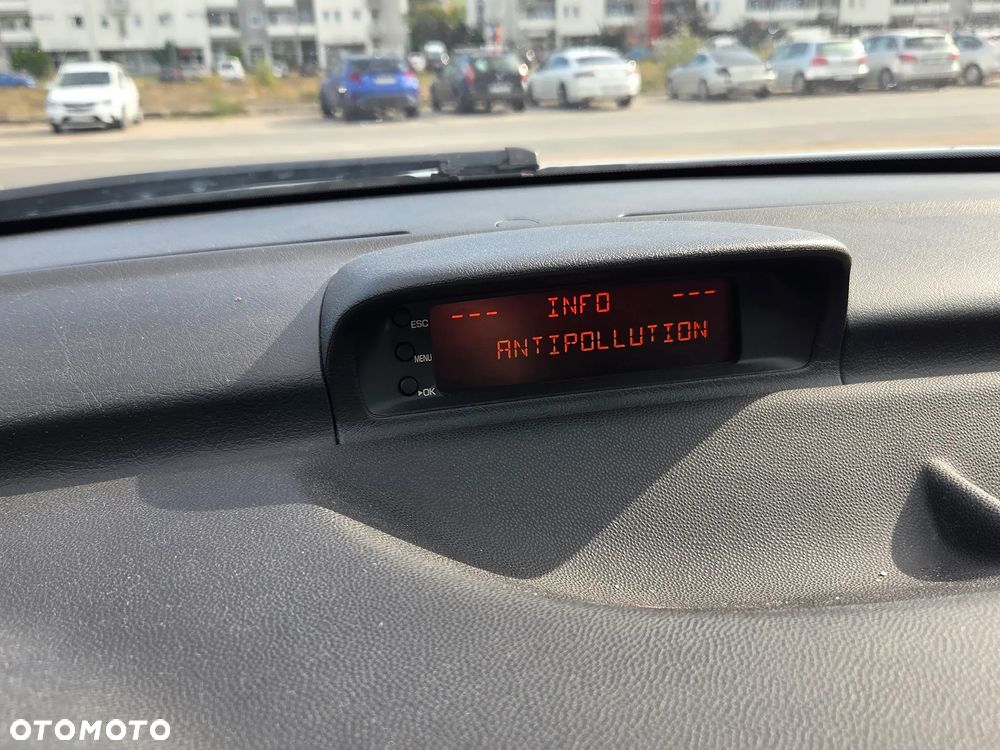 --- INFO ---
ANTIPOLLUTION
ESC
MENU
▸OK
OTOMOTO